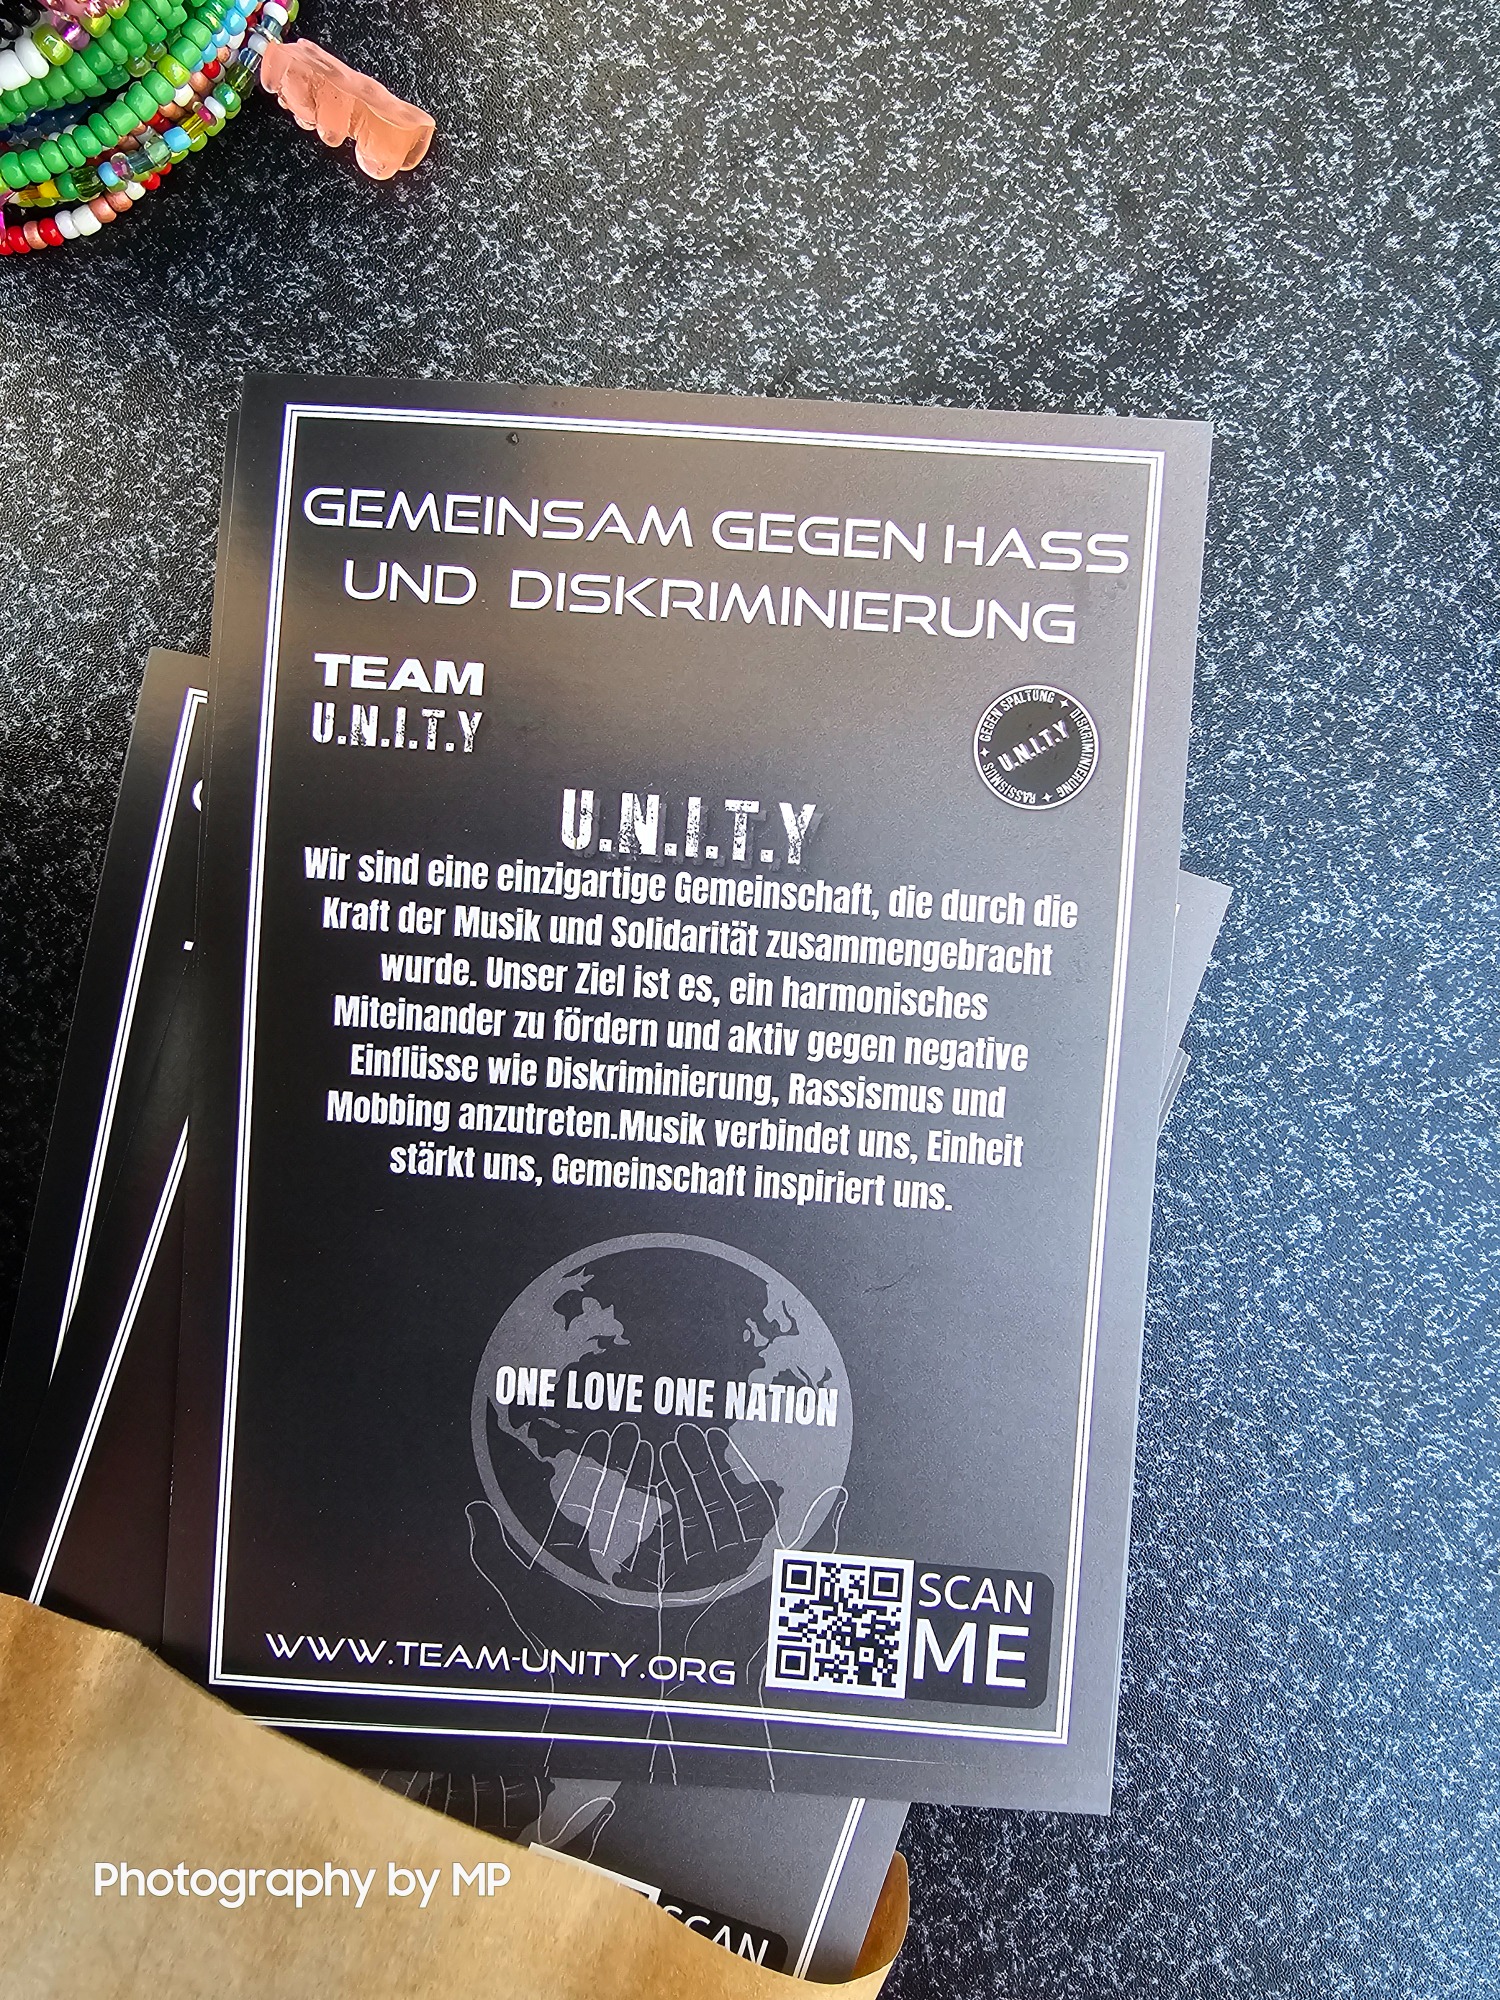 GEMEINSAM GEGEN HASS
UND DISKRIMINIERUNG
TEAM
U.N.I.T.Y
GEGEN SPALTUNG ✦ DISKRIMINIERUNG ✦ RASSISMUS ✦
U.N.I.T.Y
U.N.I.T.Y
Wir sind eine einzigartige Gemeinschaft, die durch die
Kraft der Musik und Solidarität zusammengebracht
wurde. Unser Ziel ist es, ein harmonisches
Miteinander zu fördern und aktiv gegen negative
Einflüsse wie Diskriminierung, Rassismus und
Mobbing anzutreten.Musik verbindet uns, Einheit
stärkt uns, Gemeinschaft inspiriert uns.
ONE LOVE ONE NATION
SCAN
ME
WWW.TEAM-UNITY.ORG
Photography by MP
SCAN